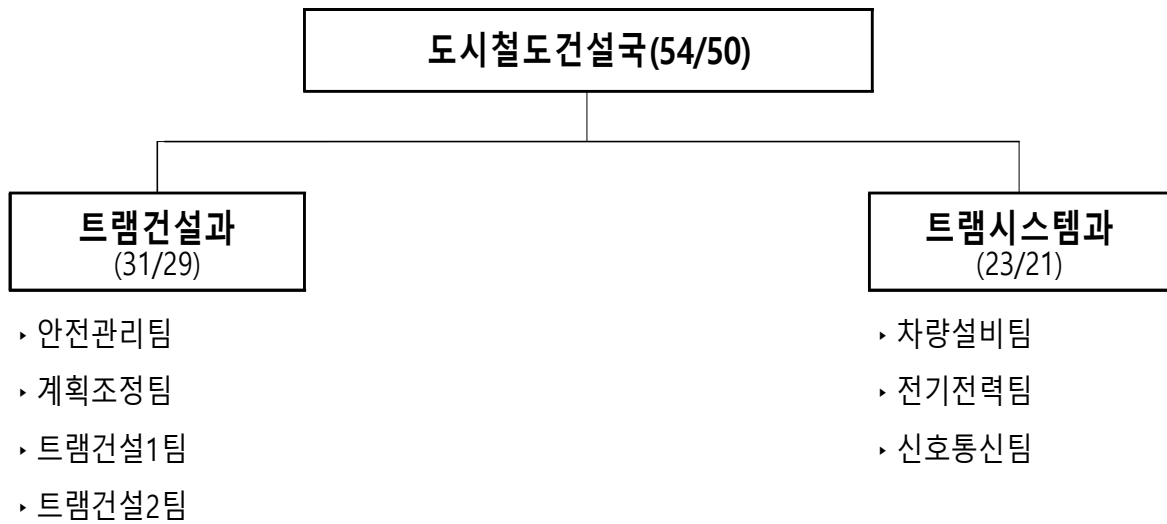 도시철도건설국(54/50)
트램건설과
(31/29)
‣ 안전관리팀
‣ 계획조정팀
‣ 트램건설1팀
‣ 트램건설2팀
트램시스템과
(23/21)
‣ 차량설비팀
‣ 전기전력팀
‣ 신호통신팀